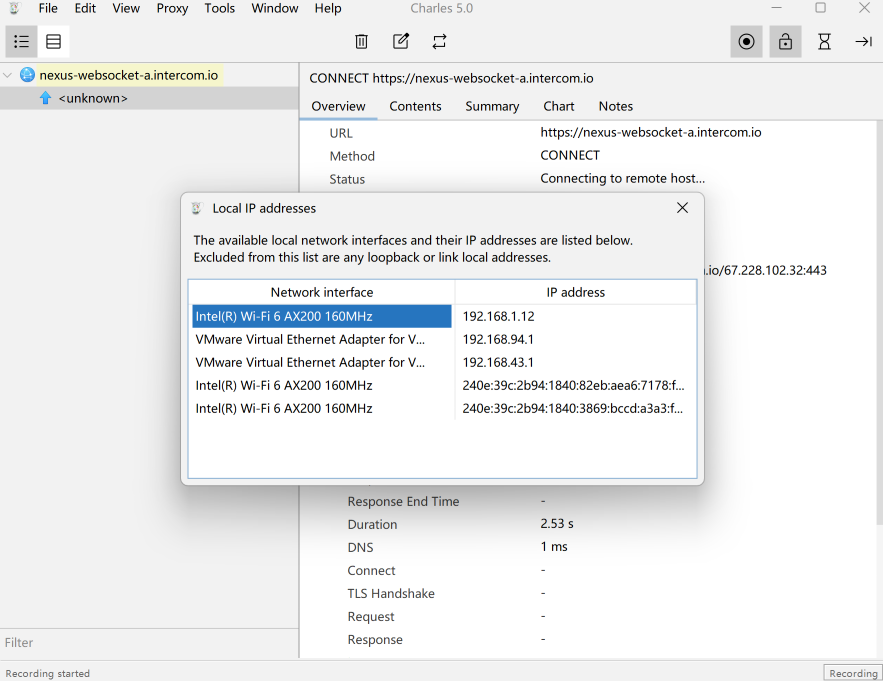 File Edit View Proxy Tools Window Help Charles 5.0
nexus-websocket-a.intercom.io
<unknown>
CONNECT https://nexus-websocket-a.intercom.io
Overview Contents Summary Chart Notes
URL https://nexus-websocket-a.intercom.io
Method CONNECT
Status Connecting to remote host...
.io/67.228.102.32:443
Local IP addresses
The available local network interfaces and their IP addresses are listed below.
Excluded from this list are any loopback or link local addresses.
Network interface IP address
Intel(R) Wi-Fi 6 AX200 160MHz 192.168.1.12
VMware Virtual Ethernet Adapter for V... 192.168.94.1
VMware Virtual Ethernet Adapter for V... 192.168.43.1
Intel(R) Wi-Fi 6 AX200 160MHz 240e:39c:2b94:1840:82eb:aea6:7178:f...
Intel(R) Wi-Fi 6 AX200 160MHz 240e:39c:2b94:1840:3869:bccd:a3a3:f...
Response End Time -
Duration 2.53 s
DNS 1 ms
Connect -
TLS Handshake -
Request -
Response -
Filter
Recording started Recording